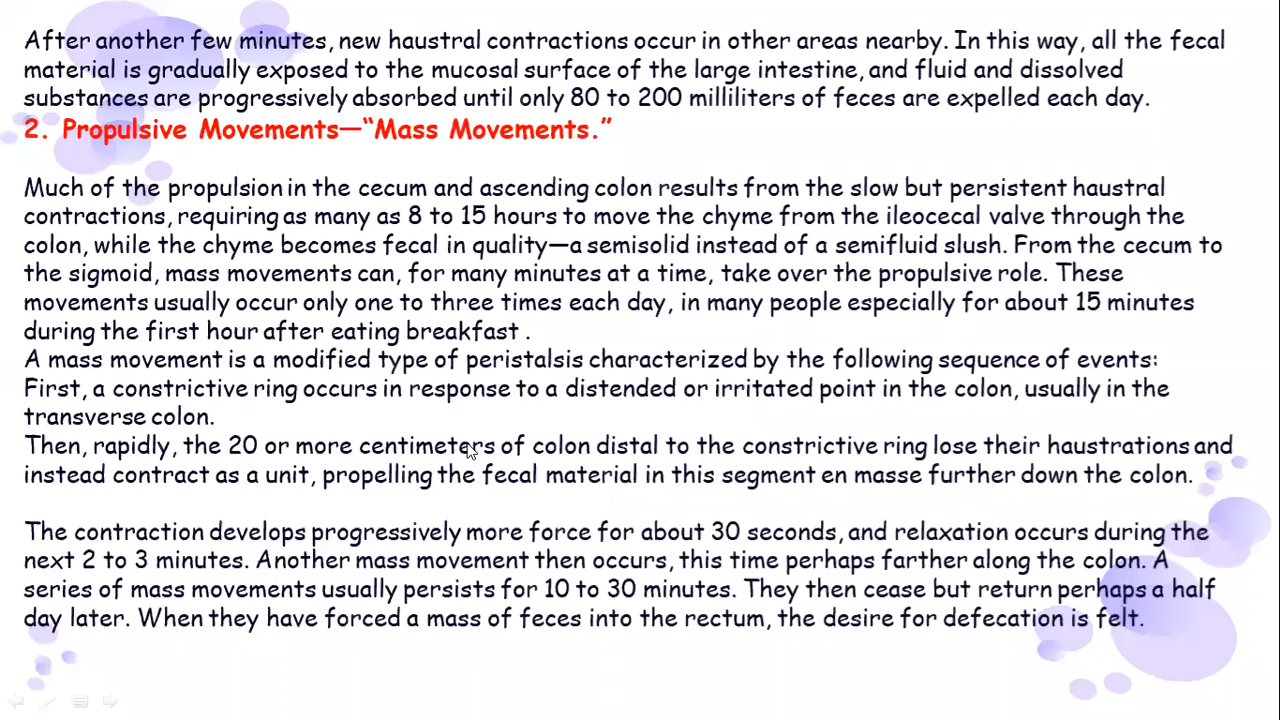 After another few minutes, new haustral contractions occur in other areas nearby. In this way, all the fecal
material is gradually exposed to the mucosal surface of the large intestine, and fluid and dissolved
substances are progressively absorbed until only 80 to 200 milliliters of feces are expelled each day.
2. Propulsive Movements—“Mass Movements.”
Much of the propulsion in the cecum and ascending colon results from the slow but persistent haustral
contractions, requiring as many as 8 to 15 hours to move the chyme from the ileocecal valve through the
colon, while the chyme becomes fecal in quality—a semisolid instead of a semifluid slush. From the cecum to
the sigmoid, mass movements can, for many minutes at a time, take over the propulsive role. These
movements usually occur only one to three times each day, in many people especially for about 15 minutes
during the first hour after eating breakfast .
A mass movement is a modified type of peristalsis characterized by the following sequence of events:
First, a constrictive ring occurs in response to a distended or irritated point in the colon, usually in the
transverse colon.
Then, rapidly, the 20 or more centimeters of colon distal to the constrictive ring lose their haustrations and
instead contract as a unit, propelling the fecal material in this segment en masse further down the colon.
The contraction develops progressively more force for about 30 seconds, and relaxation occurs during the
next 2 to 3 minutes. Another mass movement then occurs, this time perhaps farther along the colon. A
series of mass movements usually persists for 10 to 30 minutes. They then cease but return perhaps a half
day later. When they have forced a mass of feces into the rectum, the desire for defecation is felt.